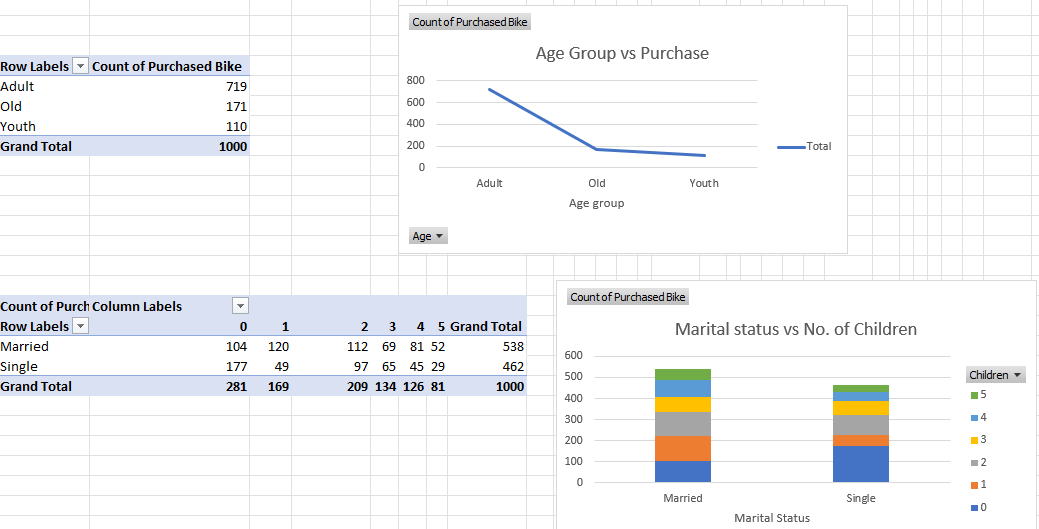 Row Labels Count of Purchased Bike
Adult 719
Old 171
Youth 110
Grand Total 1000
Count of Purchased Bike
Age Group vs Purchase
800
600
400
200
0
Adult Old Youth
Age group
Total
Age
Count of Purch Column Labels
Row Labels 0 1 2 3 4 5 Grand Total
Married 104 120 112 69 81 52 538
Single 177 49 97 65 45 29 462
Grand Total 281 169 209 134 126 81 1000
Count of Purchased Bike
Marital status vs No. of Children
600
500
400
300
200
100
0
Married Single
Marital Status
Children
5
4
3
2
1
0